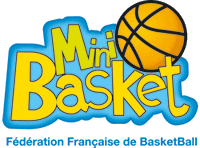 Mini
Basket
Fédération Française de BasketBall